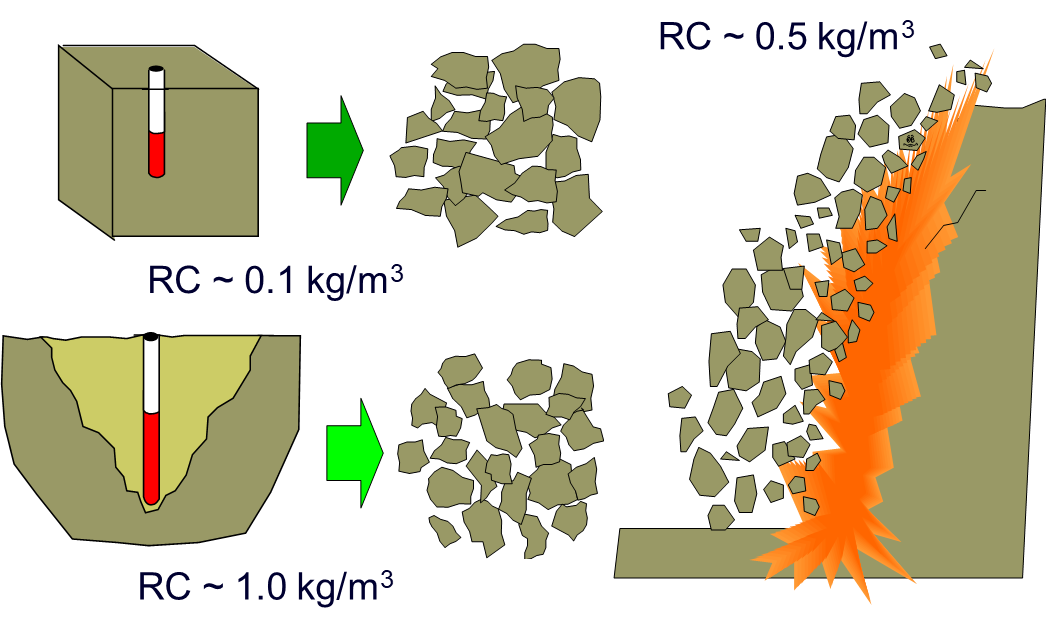 RC ~ 0.5 kg/m³
RC ~ 0.1 kg/m³
RC ~ 1.0 kg/m³